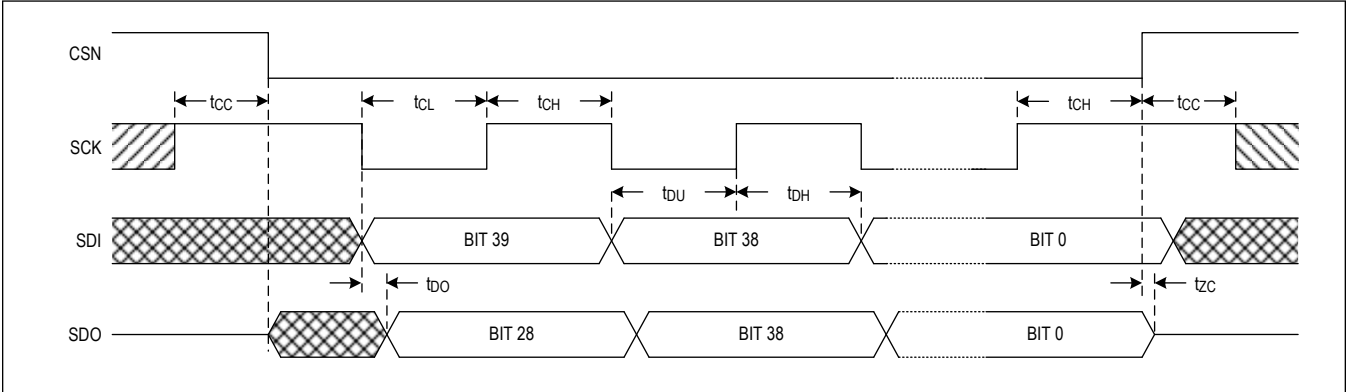 CSN
tCC tCL tCH tCH tCC
SCK
tDU tDH
SDI BIT 39 BIT 38 BIT 0
tDO tZC
SDO BIT 28 BIT 38 BIT 0